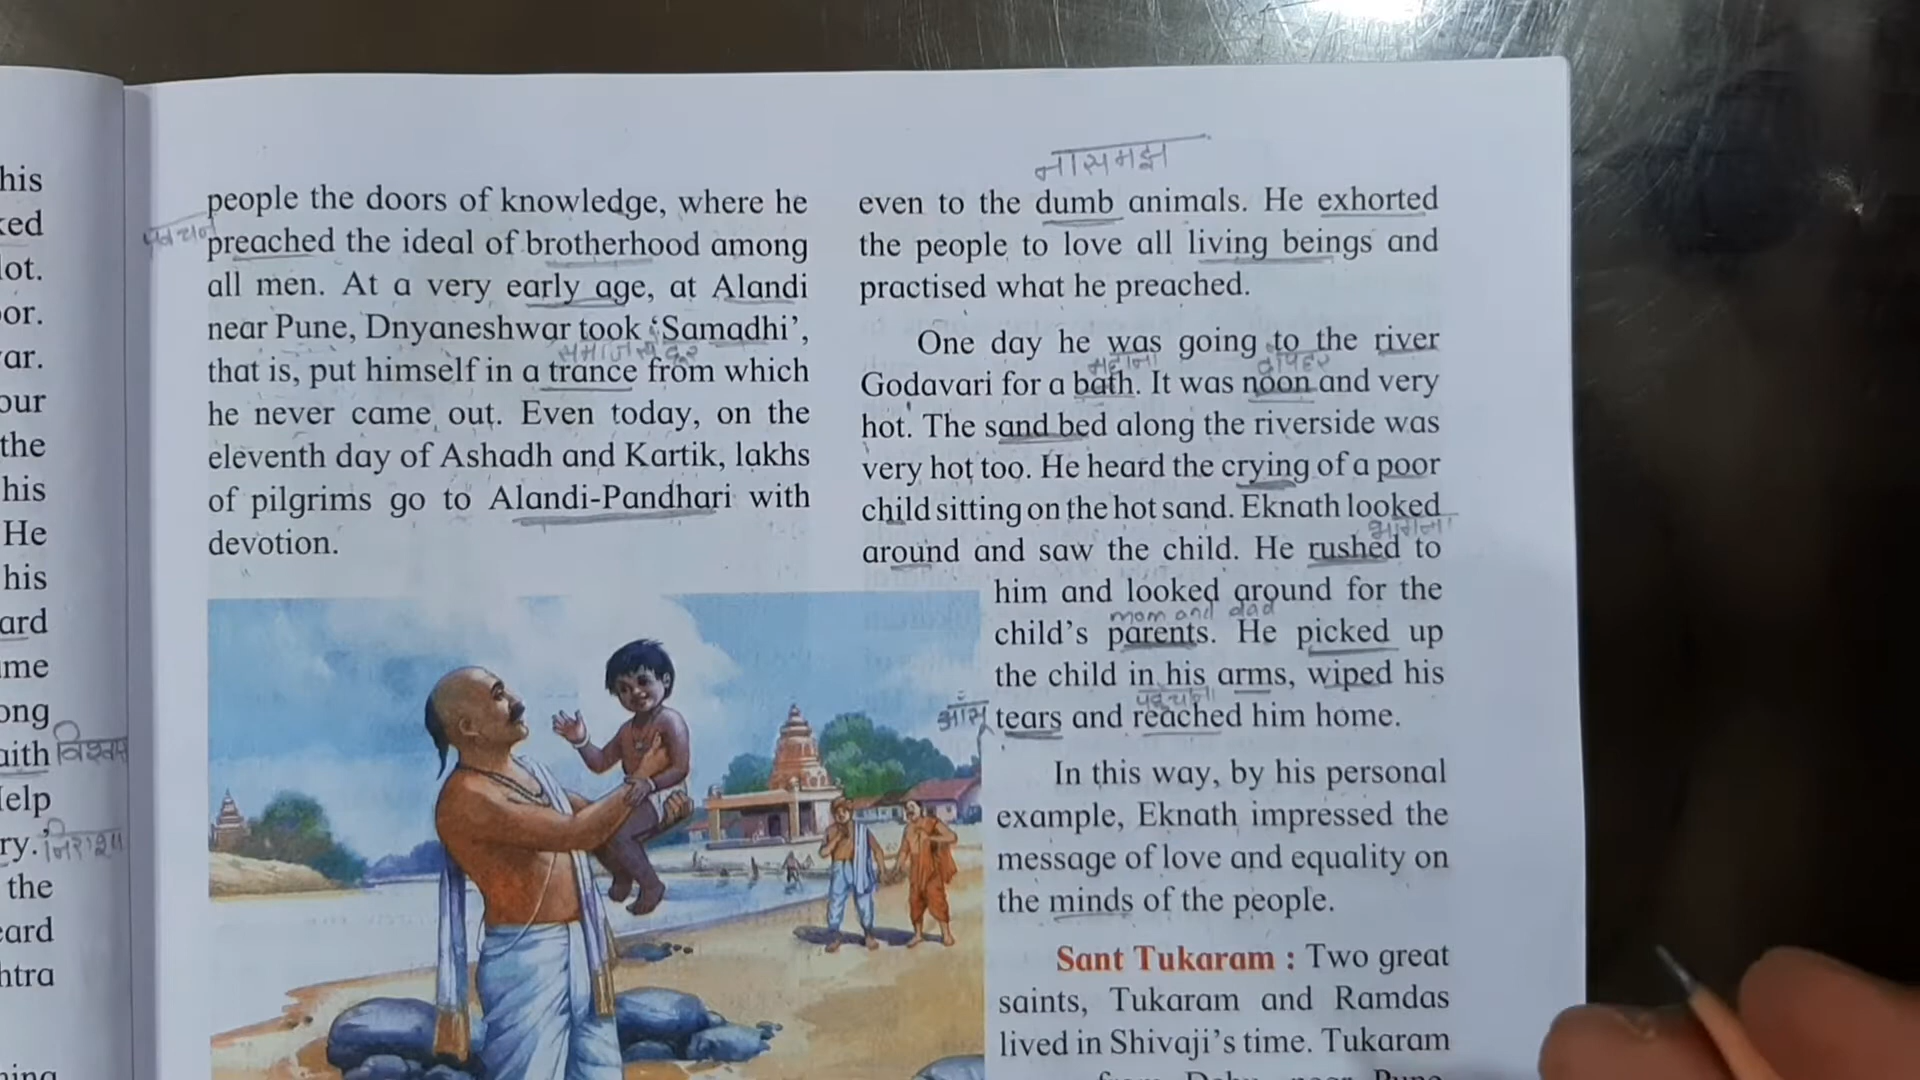 his
ked
lot.
oor.
var.
our
the
his
He
his
ard
me
ong
aith विश्वास
Help
ry. निराशा
the
eard
htra
people the doors of knowledge, where he
preached the ideal of brotherhood among
all men. At a very early age, at Alandi
near Pune, Dnyaneshwar took ‘Samadhi’,
that is, put himself in a trance from which
he never came out. Even today, on the
eleventh day of Ashadh and Kartik, lakhs
of pilgrims go to Alandi-Pandhari with
devotion.
नासमझ
even to the dumb animals. He exhorted
the people to love all living beings and
practised what he preached.
One day he was going to the river
नहाना दोपहर
Godavari for a bath. It was noon and very
hot. The sand bed along the riverside was
very hot too. He heard the crying of a poor
child sitting on the hot sand. Eknath looked
भागना
around and saw the child. He rushed to
him and looked around for the
mom and dad
child’s parents. He picked up
the child in his arms, wiped his
पहुचाना
आँसू tears and reached him home.
In this way, by his personal
example, Eknath impressed the
message of love and equality on
the minds of the people.
Sant Tukaram : Two great
saints, Tukaram and Ramdas
lived in Shivaji’s time. Tukaram